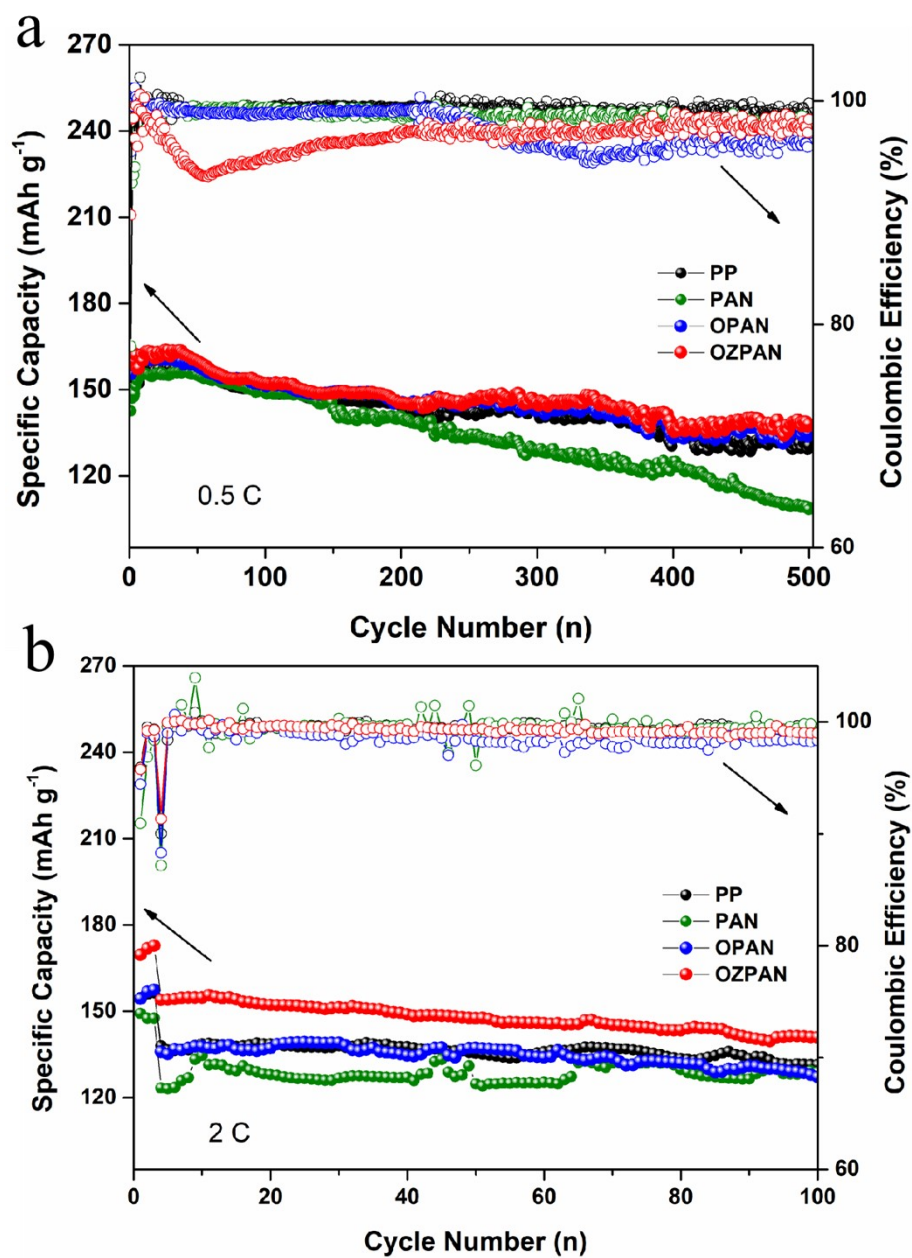 a
270
240
210
180
150
120
Specific Capacity (mAh g⁻¹)
100
80
60
Coulombic Efficiency (%)
PP
PAN
OPAN
OZPAN
0.5 C
0 100 200 300 400 500
Cycle Number (n)
b
270
240
210
180
150
120
Specific Capacity (mAh g⁻¹)
100
80
60
Coulombic Efficiency (%)
PP
PAN
OPAN
OZPAN
2 C
0 20 40 60 80 100
Cycle Number (n)